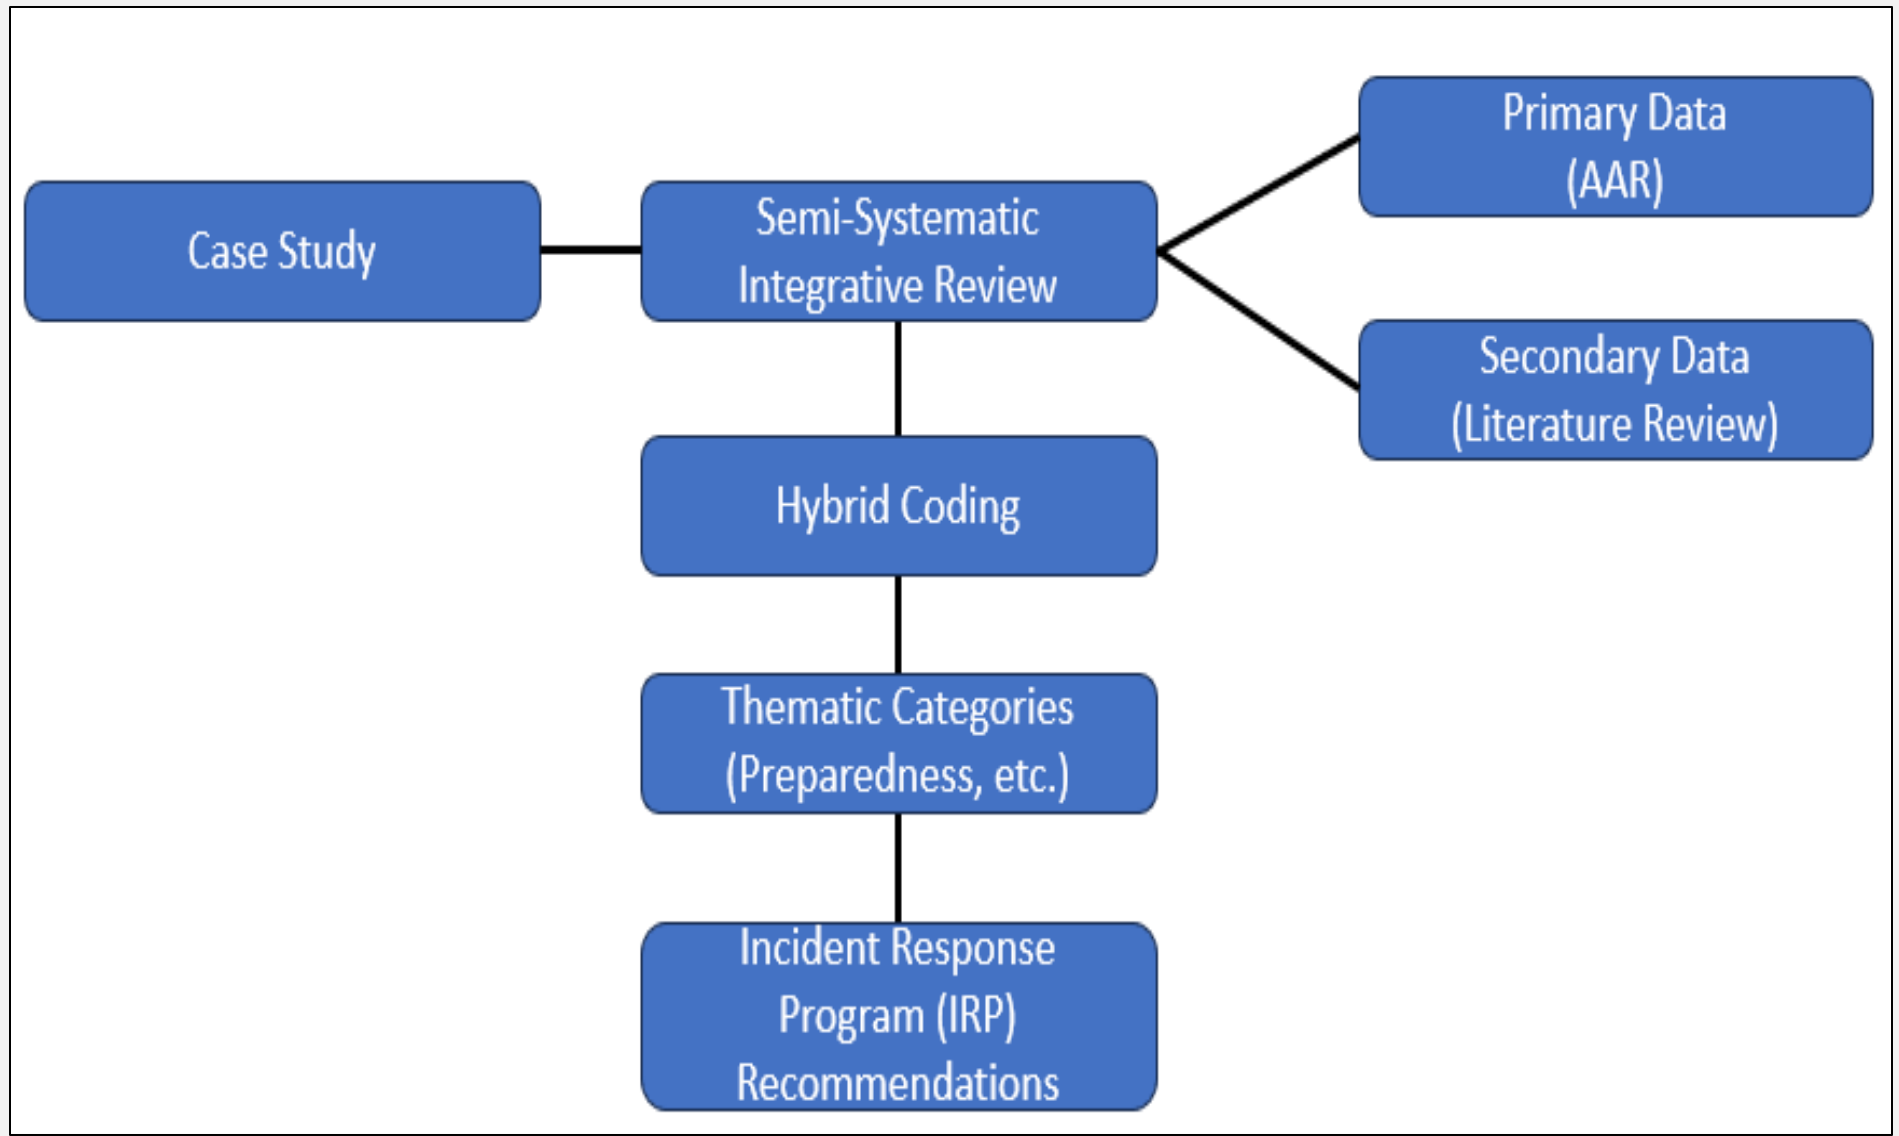 Case Study
Semi-Systematic
Integrative Review
Primary Data
(AAR)
Secondary Data
(Literature Review)
Hybrid Coding
Thematic Categories
(Preparedness, etc.)
Incident Response
Program (IRP)
Recommendations